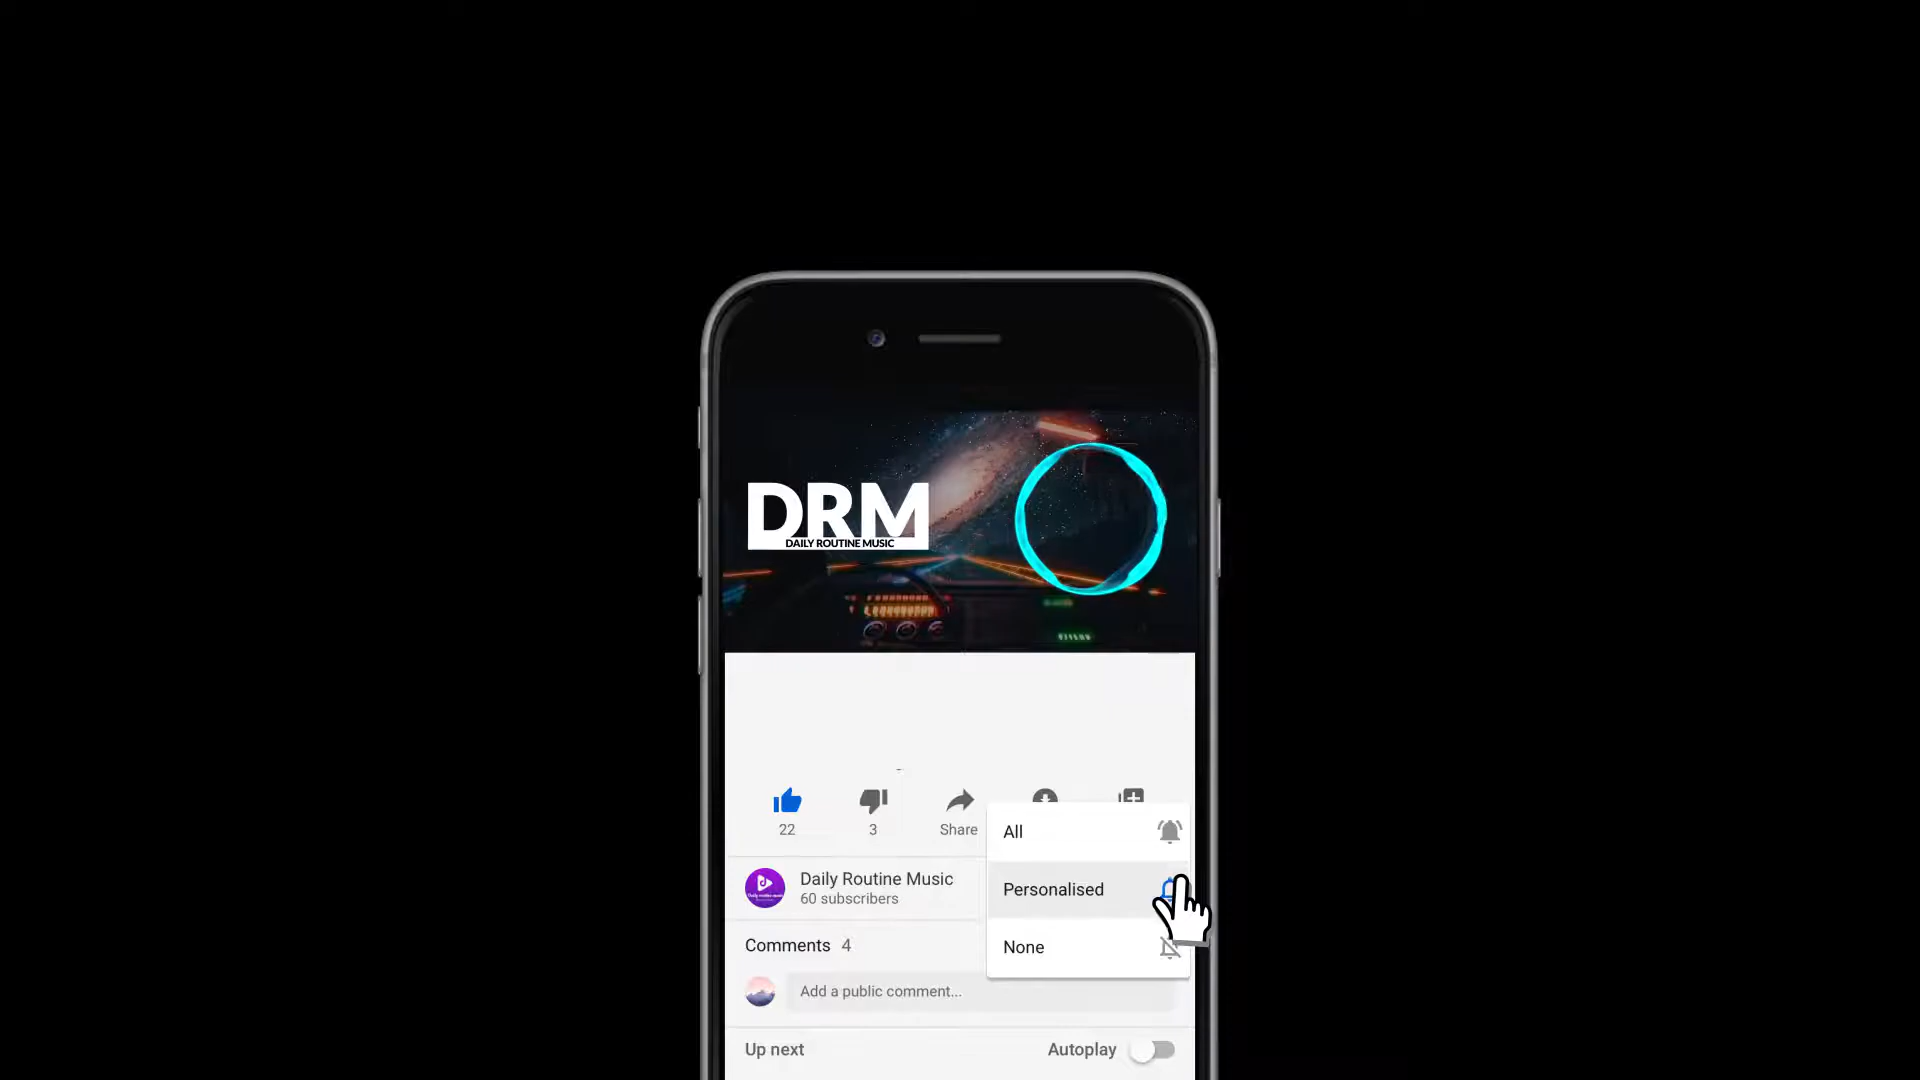 DRM
DAILY ROUTINE MUSIC
22
3
Share
All
Personalised
None
Daily Routine Music
60 subscribers
Comments 4
Add a public comment...
Up next
Autoplay